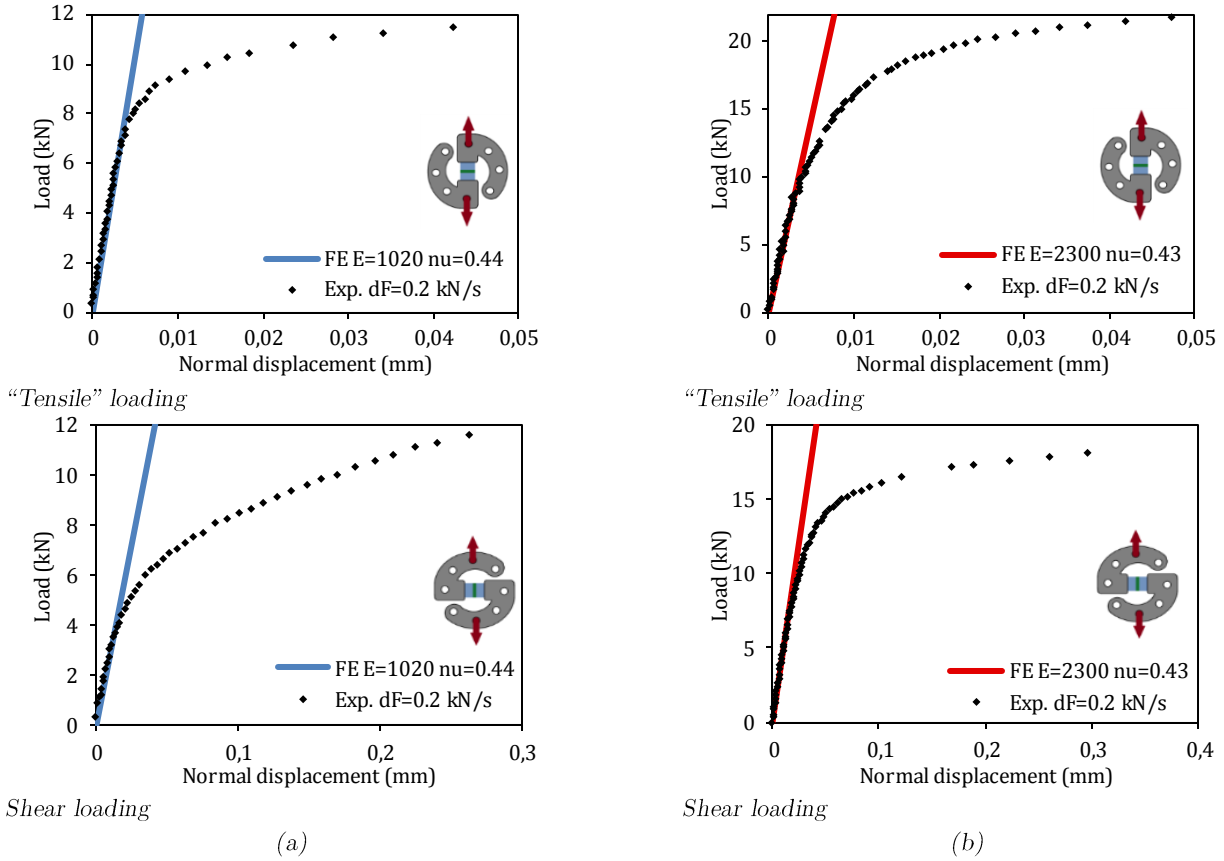 12
10
8
6
4
2
0
Load (kN)
FE E=1020 nu=0.44
Exp. dF=0.2 kN/s
0 0,01 0,02 0,03 0,04 0,05
Normal displacement (mm)
“Tensile” loading
20
15
10
5
0
Load (kN)
FE E=2300 nu=0.43
Exp. dF=0.2 kN/s
0 0,01 0,02 0,03 0,04 0,05
Normal displacement (mm)
“Tensile” loading
12
10
8
6
4
2
0
Load (kN)
FE E=1020 nu=0.44
Exp. dF=0.2 kN/s
0 0,1 0,2 0,3
Normal displacement (mm)
Shear loading
(a)
20
15
10
5
0
Load (kN)
FE E=2300 nu=0.43
Exp. dF=0.2 kN/s
0 0,1 0,2 0,3 0,4
Normal displacement (mm)
Shear loading
(b)